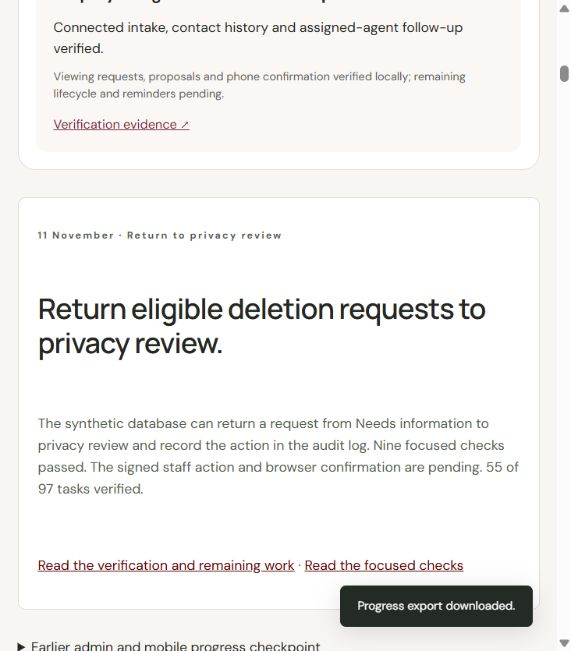 Connected intake, contact history and assigned-agent follow-up
verified.
Viewing requests, proposals and phone confirmation verified locally; remaining
lifecycle and reminders pending.
Verification evidence ↗
11 November · Return to privacy review
Return eligible deletion requests to
privacy review.
The synthetic database can return a request from Needs information to
privacy review and record the action in the audit log. Nine focused checks
passed. The signed staff action and browser confirmation are pending. 55 of
97 tasks verified.
Read the verification and remaining work · Read the focused checks
Progress export downloaded.
▶ Earlier admin and mobile progress checkpoint